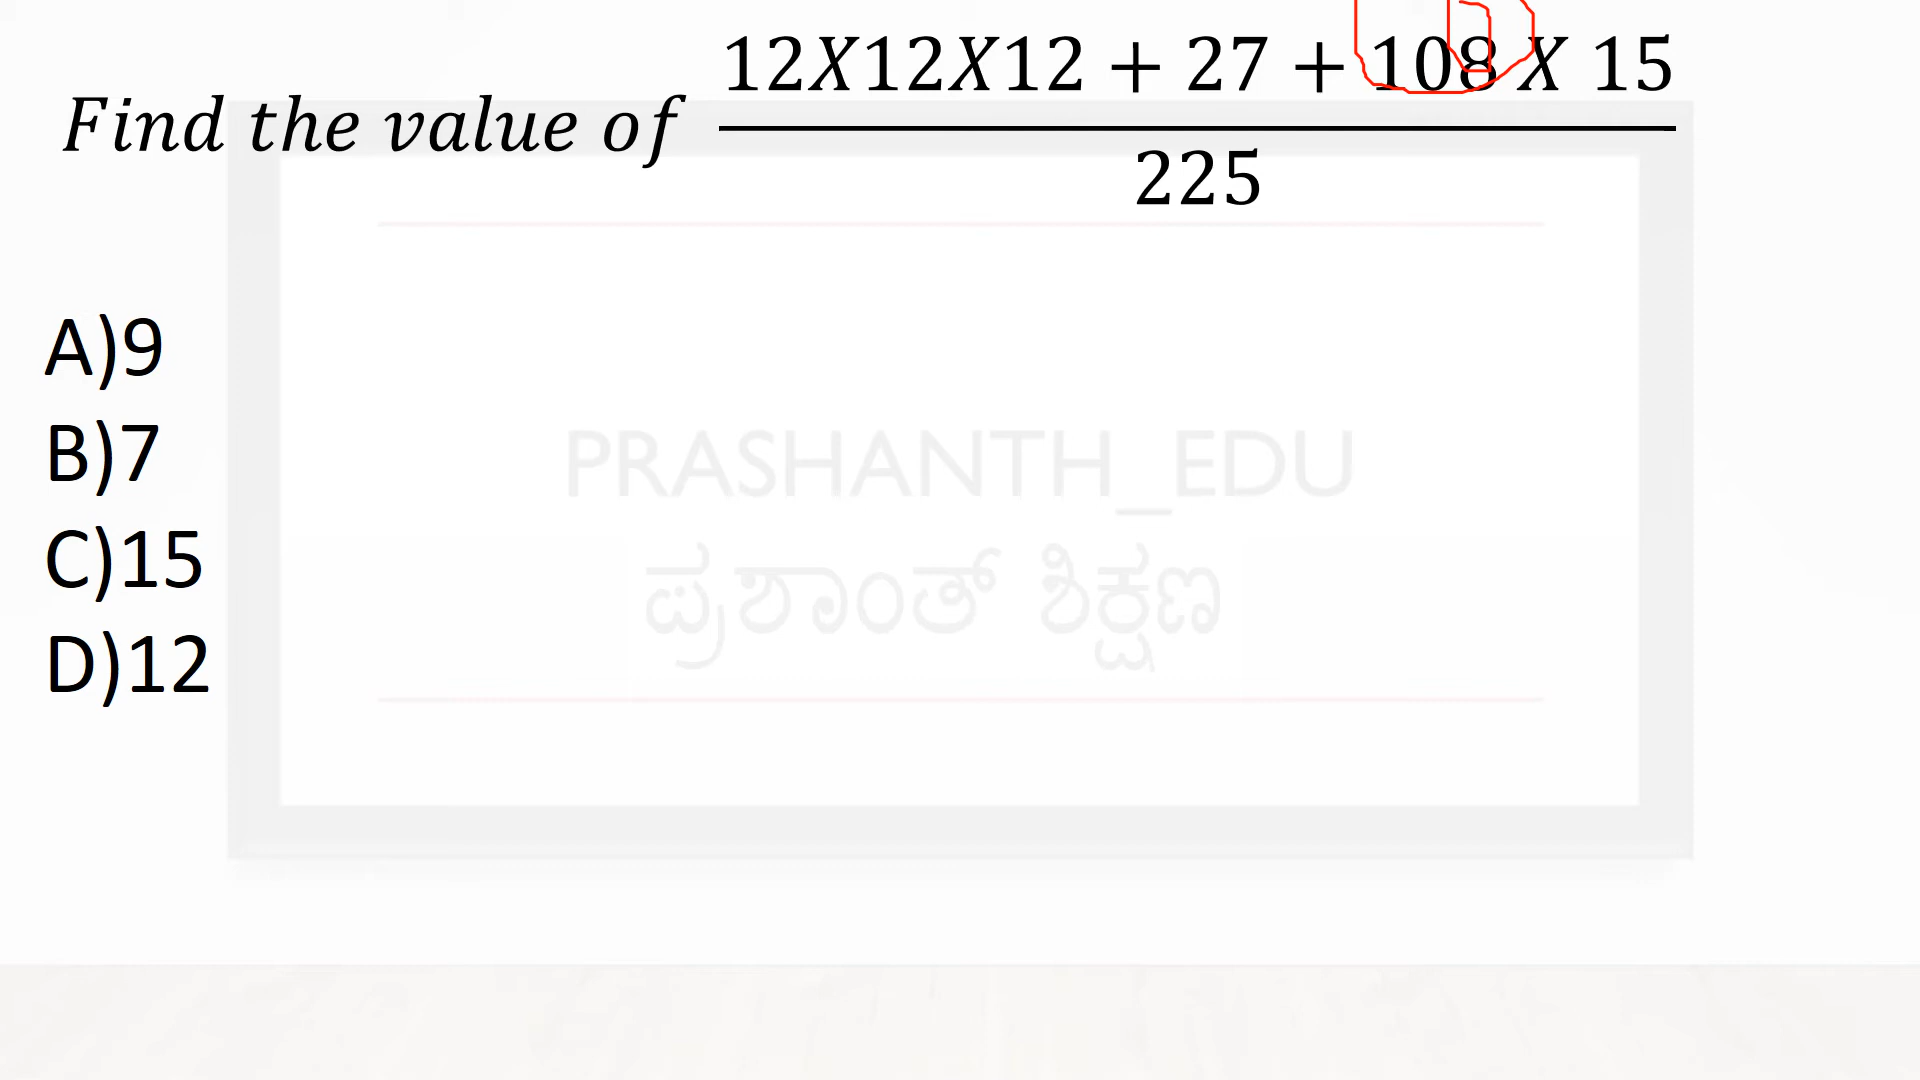 12X12X12 + 27 + 108 X 15
Find the value of
225
A)9
B)7
C)15
D)12
PRASHANTH_EDU
ಪ್ರಶಾಂತ್ ಶಿಕ್ಷಣ